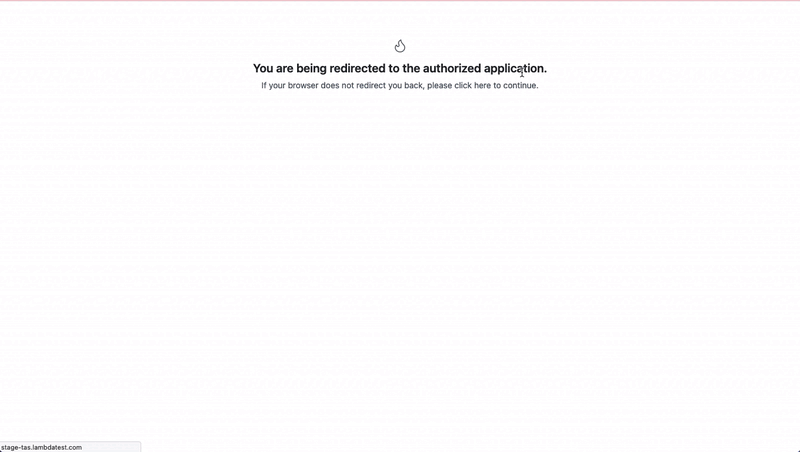 You are being redirected to the authorized application.
If your browser does not redirect you back, please click here to continue.
stage-tas.lambdatest.com